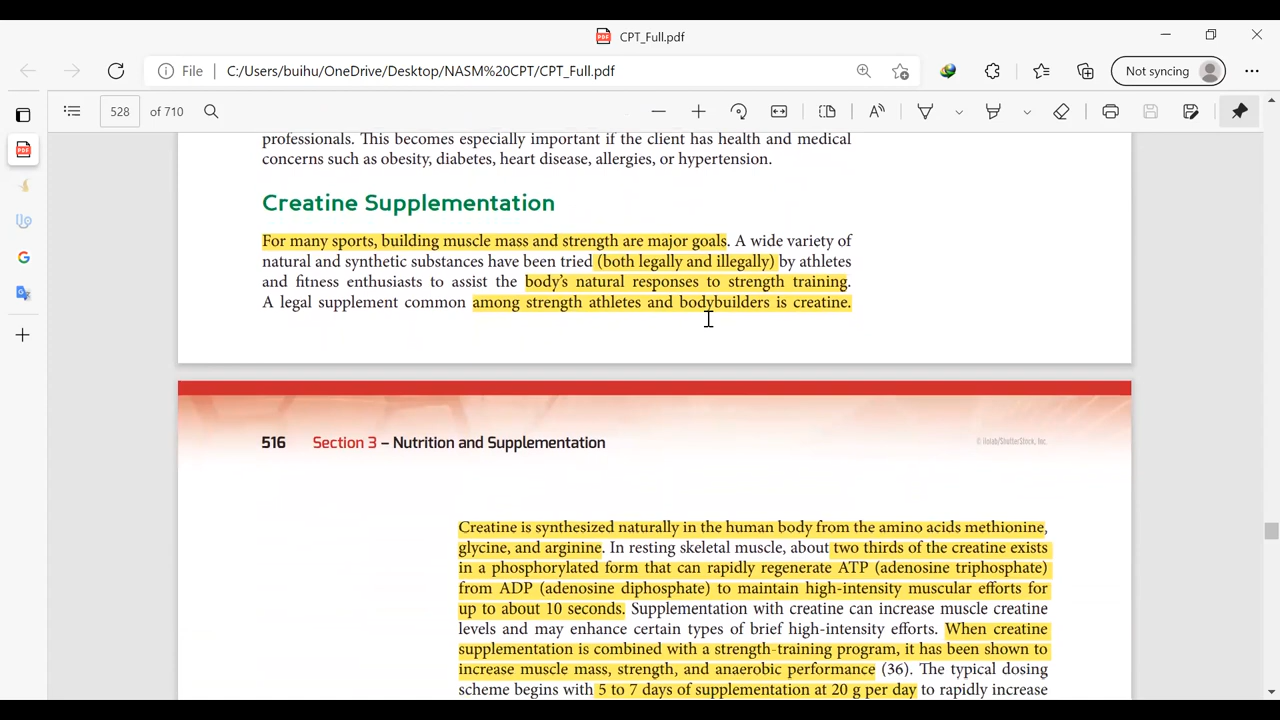 CPT_Full.pdf
File C:/Users/buihu/OneDrive/Desktop/NASM%20CPT/CPT_Full.pdf
Not syncing
528 of 710
professionals. This becomes especially important if the client has health and medical
concerns such as obesity, diabetes, heart disease, allergies, or hypertension.
Creatine Supplementation
For many sports, building muscle mass and strength are major goals. A wide variety of
natural and synthetic substances have been tried (both legally and illegally) by athletes
and fitness enthusiasts to assist the body's natural responses to strength training.
A legal supplement common among strength athletes and bodybuilders is creatine.
516 Section 3 – Nutrition and Supplementation
© ilolab/ShutterStock, Inc.
Creatine is synthesized naturally in the human body from the amino acids methionine,
glycine, and arginine. In resting skeletal muscle, about two thirds of the creatine exists
in a phosphorylated form that can rapidly regenerate ATP (adenosine triphosphate)
from ADP (adenosine diphosphate) to maintain high-intensity muscular efforts for
up to about 10 seconds. Supplementation with creatine can increase muscle creatine
levels and may enhance certain types of brief high-intensity efforts. When creatine
supplementation is combined with a strength-training program, it has been shown to
increase muscle mass, strength, and anaerobic performance (36). The typical dosing
scheme begins with 5 to 7 days of supplementation at 20 g per day to rapidly increase